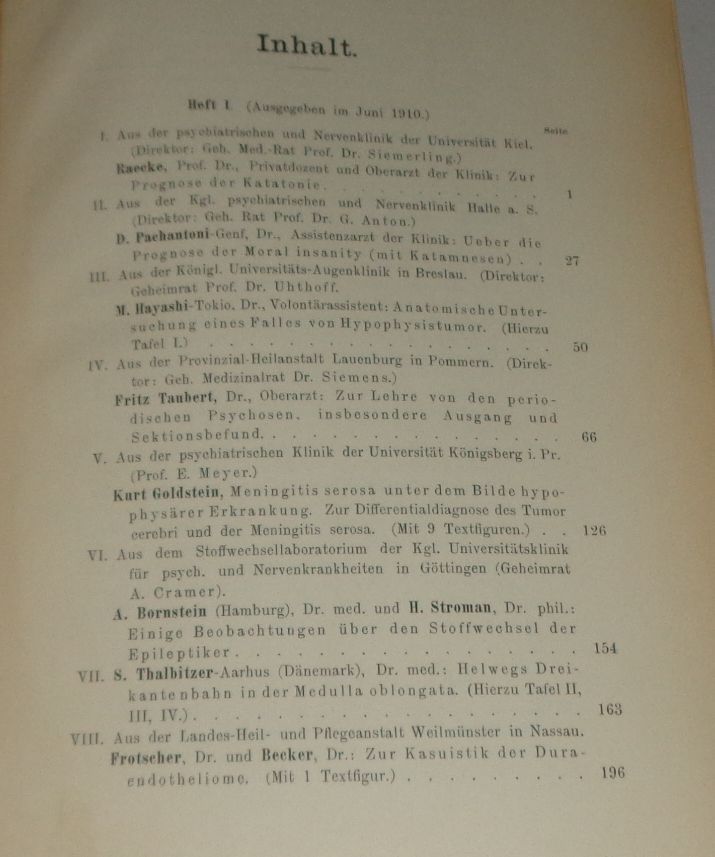 Inhalt.
Heft I. (Ausgegeben im Juni 1910.)
Seite
I. Aus der psychiatrischen und Nervenklinik der Universität Kiel.
(Direktor: Geh. Med.-Rat Prof. Dr. Siemerling.)
Raecke, Prof. Dr., Privatdozent und Oberarzt der Klinik: Zur
Prognose der Katatonie. . . . . . . . . . . . 1
II. Aus der Kgl. psychiatrischen und Nervenklinik Halle a. S.
(Direktor: Geh. Rat Prof. Dr. G. Anton.)
D. Pachantoni-Genf, Dr., Assistenzarzt der Klinik: Ueber die
Prognose der Moral insanity (mit Katamnesen) . . 27
III. Aus der Königl. Universitäts-Augenklinik in Breslau. (Direktor:
Geheimrat Prof. Dr. Uhthoff.
M. Hayashi-Tokio, Dr., Volontärassistent: Anatomische Unter-
suchung eines Falles von Hypophysistumor. (Hierzu
Tafel I.) . . . . . . . . . . . . . . . . 50
IV. Aus der Provinzial-Heilanstalt Lauenburg in Pommern. (Direk-
tor: Geh. Medizinalrat Dr. Siemens.)
Fritz Taubert, Dr., Oberarzt: Zur Lehre von den perio-
dischen Psychosen, insbesondere Ausgang und
Sektionsbefund. . . . . . . . . . . . . . 66
V. Aus der psychiatrischen Klinik der Universität Königsberg i. Pr.
(Prof. E. Meyer.)
Kurt Goldstein, Meningitis serosa unter dem Bilde hypo-
physärer Erkrankung. Zur Differentialdiagnose des Tumor
cerebri und der Meningitis serosa. (Mit 9 Textfiguren.) . . 126
VI. Aus dem Stoffwechsellaboratorium der Kgl. Universitätsklinik
für psych. und Nervenkrankheiten in Göttingen (Geheimrat
A. Cramer).
A. Bornstein (Hamburg), Dr. med. und H. Stroman, Dr. phil.:
Einige Beobachtungen über den Stoffwechsel der
Epileptiker . . . . . . . . . . . . . . . 154
VII. S. Thalbitzer-Aarhus (Dänemark), Dr. med.: Helwegs Drei-
kantenbahn in der Medulla oblongata. (Hierzu Tafel II,
III, IV.) . . . . . . . . . . . . . . . . . 163
VIII. Aus der Landes-Heil- und Pflegeanstalt Weilmünster in Nassau.
Frotscher, Dr. und Becker, Dr.: Zur Kasuistik der Dura-
endotheliome. (Mit 1 Textfigur.) . . . . . . . . . 196